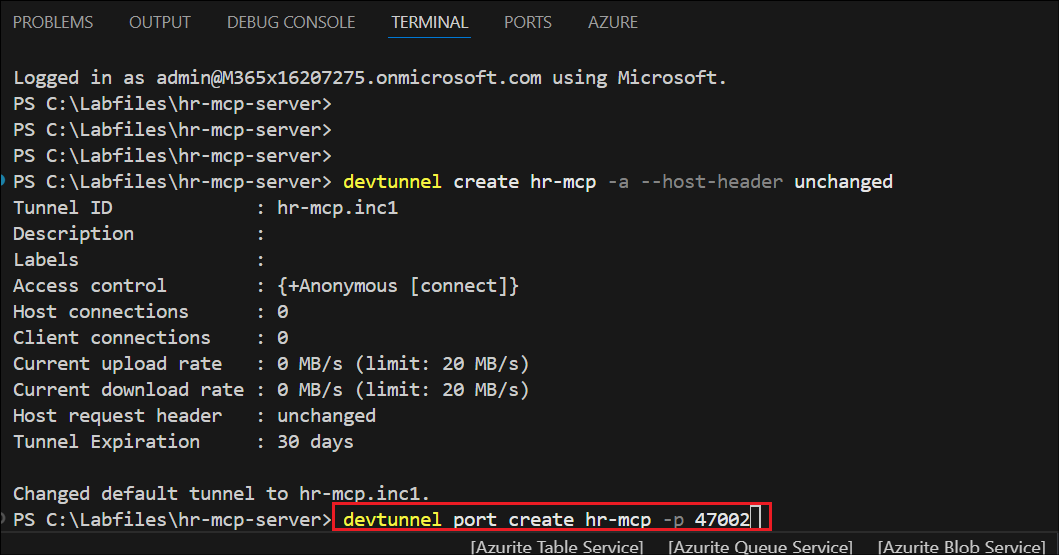 PROBLEMS OUTPUT DEBUG CONSOLE TERMINAL PORTS AZURE
Logged in as admin@M365x16207275.onmicrosoft.com using Microsoft.
PS C:\Labfiles\hr-mcp-server>
PS C:\Labfiles\hr-mcp-server>
PS C:\Labfiles\hr-mcp-server>
PS C:\Labfiles\hr-mcp-server> devtunnel create hr-mcp -a --host-header unchanged
Tunnel ID : hr-mcp.inc1
Description :
Labels :
Access control : {+Anonymous [connect]}
Host connections : 0
Client connections : 0
Current upload rate : 0 MB/s (limit: 20 MB/s)
Current download rate : 0 MB/s (limit: 20 MB/s)
Host request header : unchanged
Tunnel Expiration : 30 days
Changed default tunnel to hr-mcp.inc1.
PS C:\Labfiles\hr-mcp-server> devtunnel port create hr-mcp -p 47002
[Azurite Table Service] [Azurite Queue Service] [Azurite Blob Service]